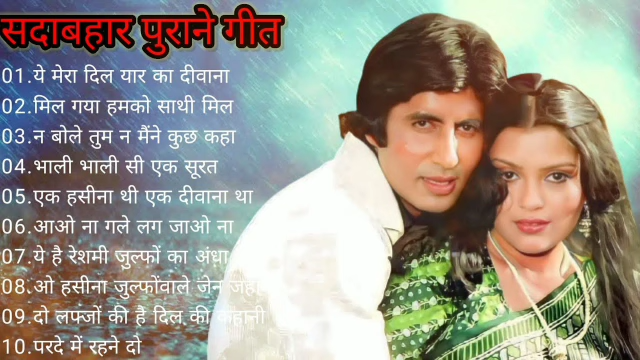 सदाबहार पुराने गीत
01.ये मेरा दिल यार का दीवाना
02.मिल गया हमको साथी मिल
03.न बोले तुम न मैंने कुछ कहा
04.भाली भाली सी एक सूरत
05.एक हसीना थी एक दीवाना था
06.आओ ना गले लग जाओ ना
07.ये है रेशमी जुल्फों का अंधा
08.ओ हसीना जुल्फोंवाले जेन जहा
09.दो लफ्जों की है दिल की कहानी
10.परदे में रहने दो